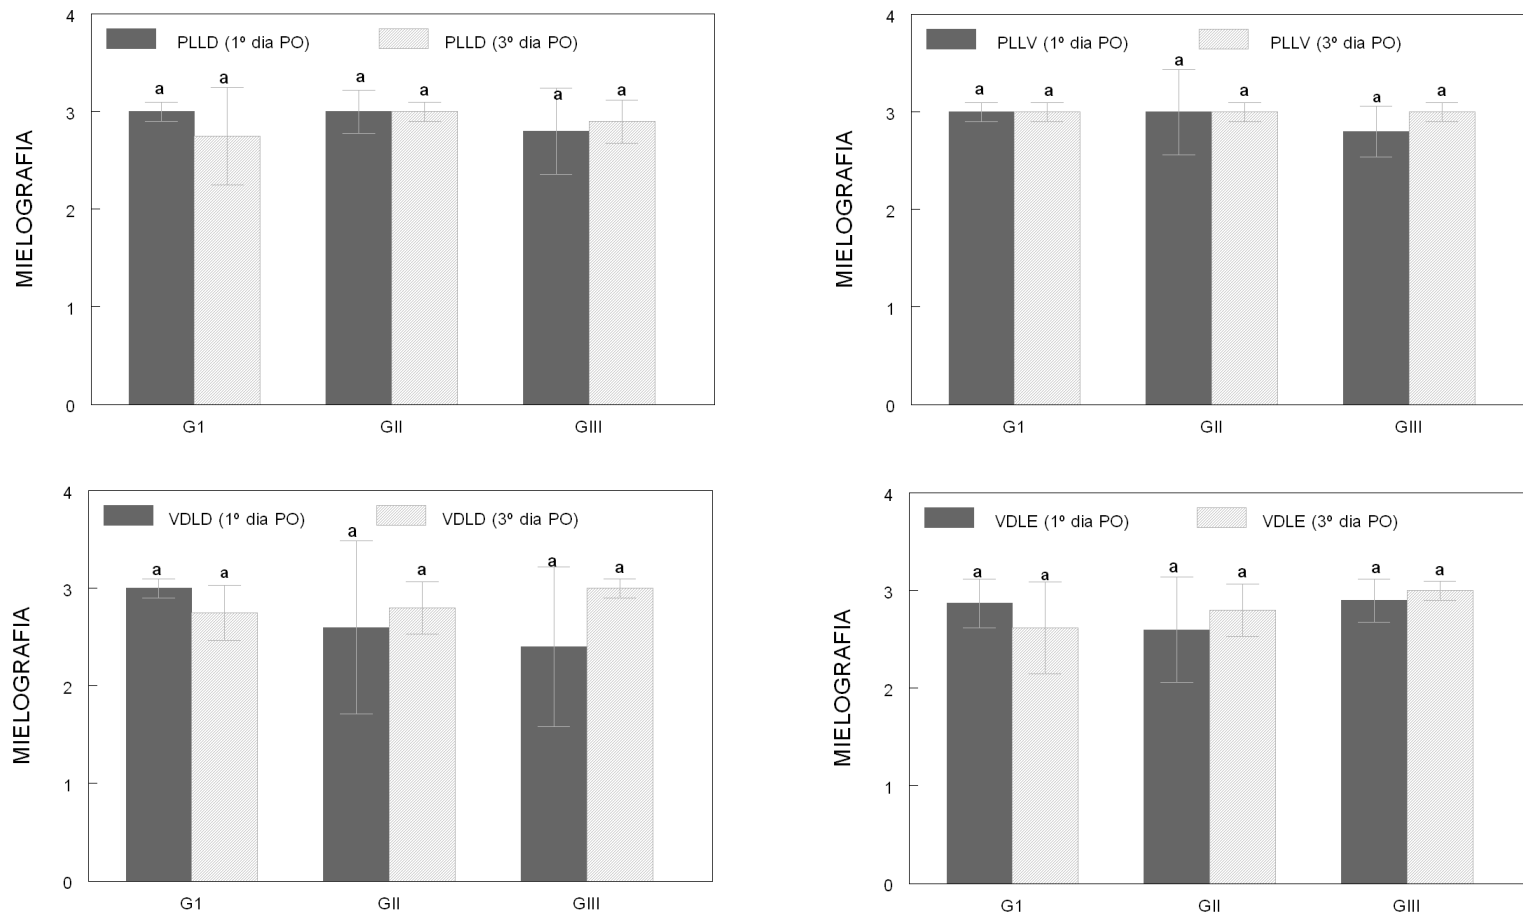 4
PLLD (1º dia PO) PLLD (3º dia PO)
a a a a a a
3
MIELOGRAFIA
2
1
0
G1 GII GIII
4
PLLV (1º dia PO) PLLV (3º dia PO)
a a a a a a
3
MIELOGRAFIA
2
1
0
G1 GII GIII
4
VDLD (1º dia PO) VDLD (3º dia PO)
a a a a a a
3
MIELOGRAFIA
2
1
0
G1 GII GIII
4
VDLE (1º dia PO) VDLE (3º dia PO)
a a a a a a
3
MIELOGRAFIA
2
1
0
G1 GII GIII